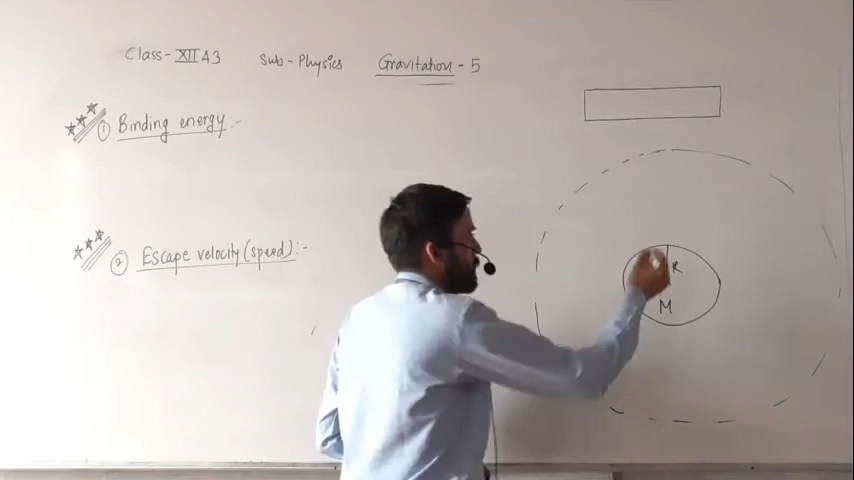 Class- XII A3 Sub-Physics Gravitation - 5
① Binding energy :-
② Escape velocity (speed) :-
R
M